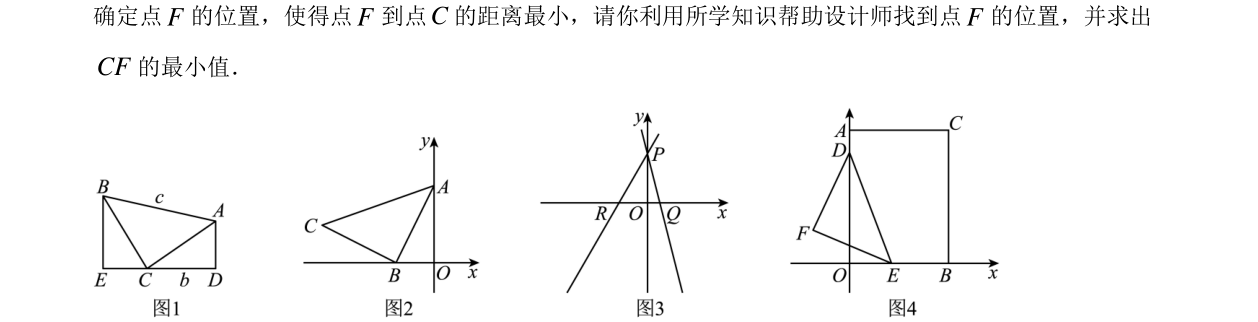 确定点 F 的位置，使得点 F 到点 C 的距离最小，请你利用所学知识帮助设计师找到点 F 的位置，并求出
CF 的最小值．
B c A E C b D
图1
y A C B O x
图2
y P R O Q x
图3
A C D F O E B x
图4